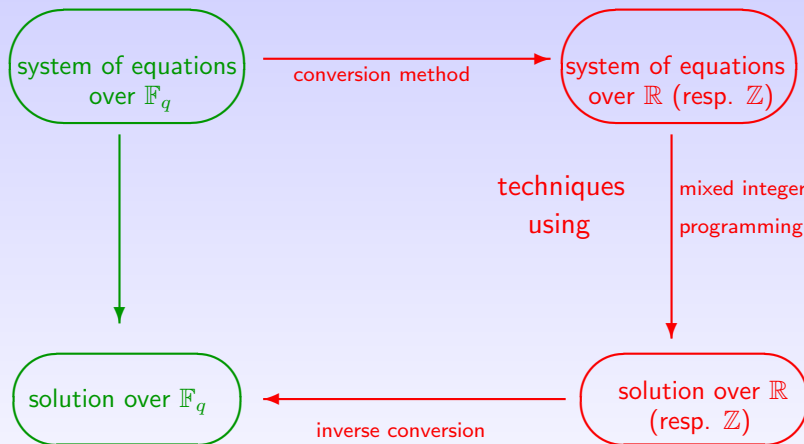 system of equations
over 𝔽_q
conversion method
system of equations
over ℝ (resp. ℤ)
techniques
using
mixed integer
programming
solution over 𝔽_q
inverse conversion
solution over ℝ
(resp. ℤ)